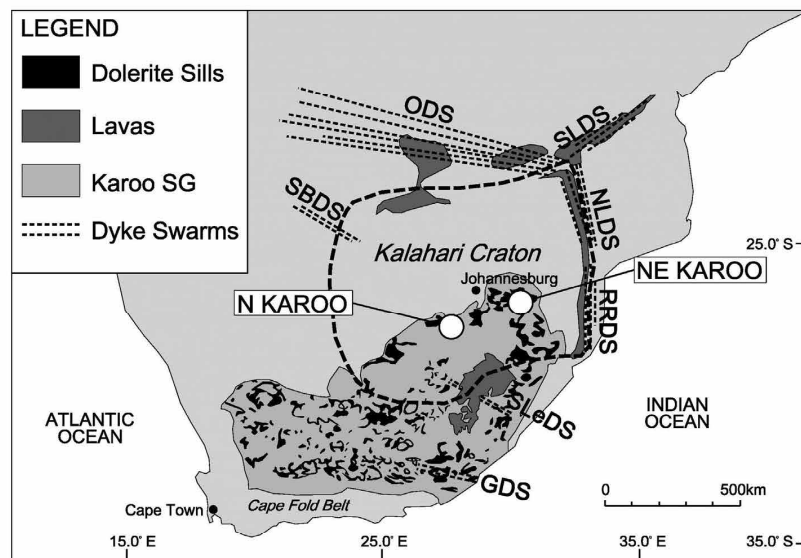 LEGEND
Dolerite Sills
Lavas
Karoo SG
Dyke Swarms
ODS
SLDS
SBDS
NLDS
Kalahari Craton
25.0° S
Johannesburg
NE KAROO
N KAROO
RRDS
ATLANTIC
OCEAN
SLeDS
INDIAN
OCEAN
GDS
0
500km
Cape Town
Cape Fold Belt
15.0° E
25.0° E
35.0° E
35.0° S